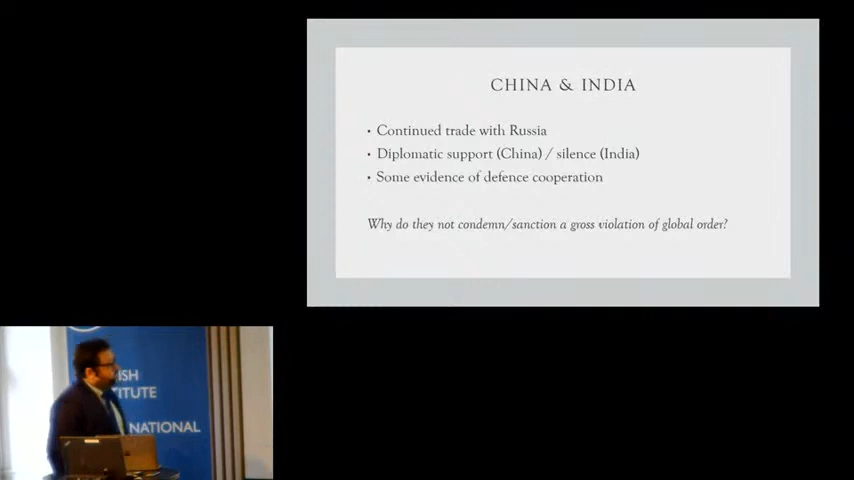 CHINA & INDIA
• Continued trade with Russia
• Diplomatic support (China) / silence (India)
• Some evidence of defence cooperation
Why do they not condemn/sanction a gross violation of global order?
ISH
TITUTE
NATIONAL